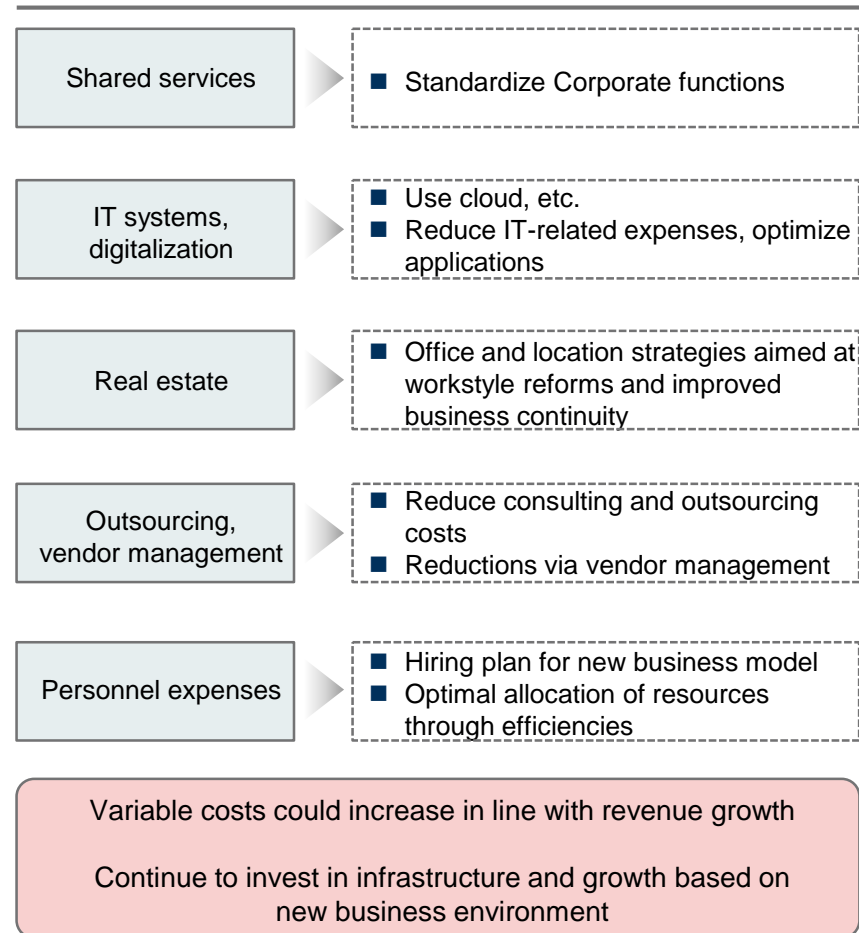 Shared services
■ Standardize Corporate functions
IT systems,
digitalization
■ Use cloud, etc.
■ Reduce IT-related expenses, optimize
applications
Real estate
■ Office and location strategies aimed at
workstyle reforms and improved
business continuity
Outsourcing,
vendor management
■ Reduce consulting and outsourcing
costs
■ Reductions via vendor management
Personnel expenses
■ Hiring plan for new business model
■ Optimal allocation of resources
through efficiencies
Variable costs could increase in line with revenue growth
Continue to invest in infrastructure and growth based on
new business environment